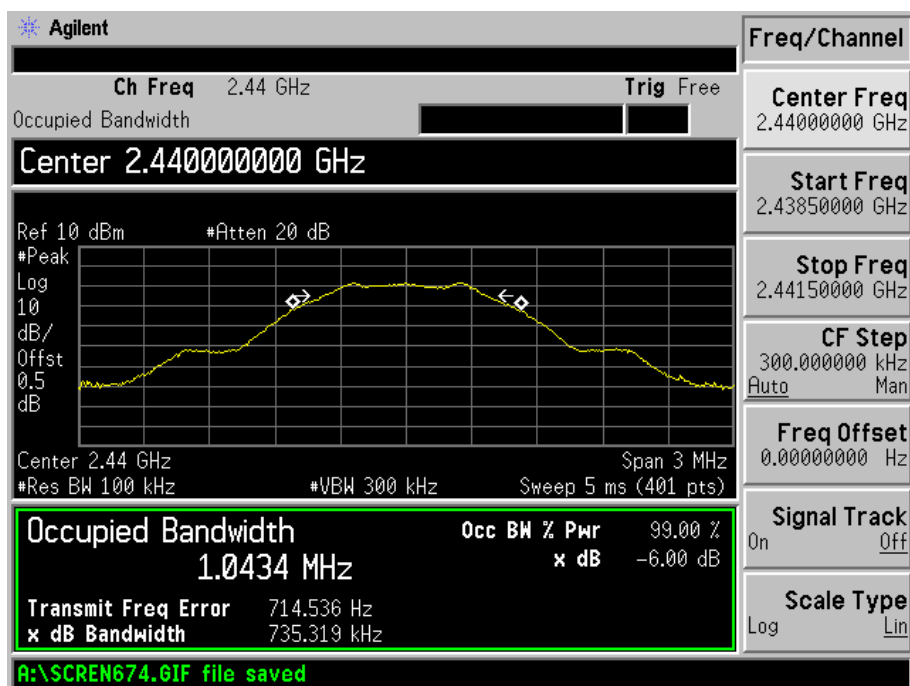 Agilent
Ch Freq 2.44 GHz Trig Free
Occupied Bandwidth
Center 2.440000000 GHz
Ref 10 dBm #Atten 20 dB
#Peak
Log
10
dB/
Offst
0.5
dB
Center 2.44 GHz Span 3 MHz
#Res BW 100 kHz #VBW 300 kHz Sweep 5 ms (401 pts)
Occupied Bandwidth Occ BW % Pwr 99.00 %
1.0434 MHz x dB -6.00 dB
Transmit Freq Error 714.536 Hz
x dB Bandwidth 735.319 kHz
A:\SCREN674.GIF file saved
Freq/Channel
Center Freq
2.44000000 GHz
Start Freq
2.43850000 GHz
Stop Freq
2.44150000 GHz
CF Step
300.000000 kHz
Auto Man
Freq Offset
0.00000000 Hz
Signal Track
On Off
Scale Type
Log Lin